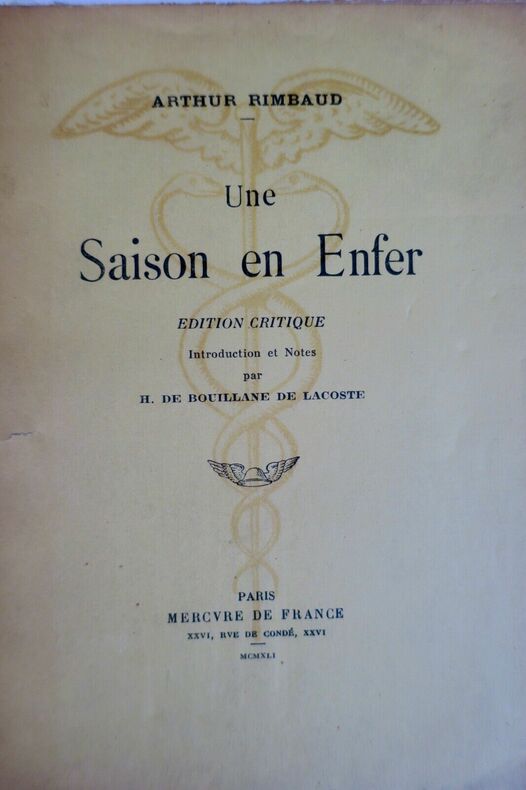 ARTHUR RIMBAUD
Une
Saison en Enfer
EDITION CRITIQUE
Introduction et Notes
par
H. DE BOUILLANE DE LACOSTE
PARIS
MERCVRE DE FRANCE
XXVI, RVE DE CONDÉ, XXVI
MCMXLI